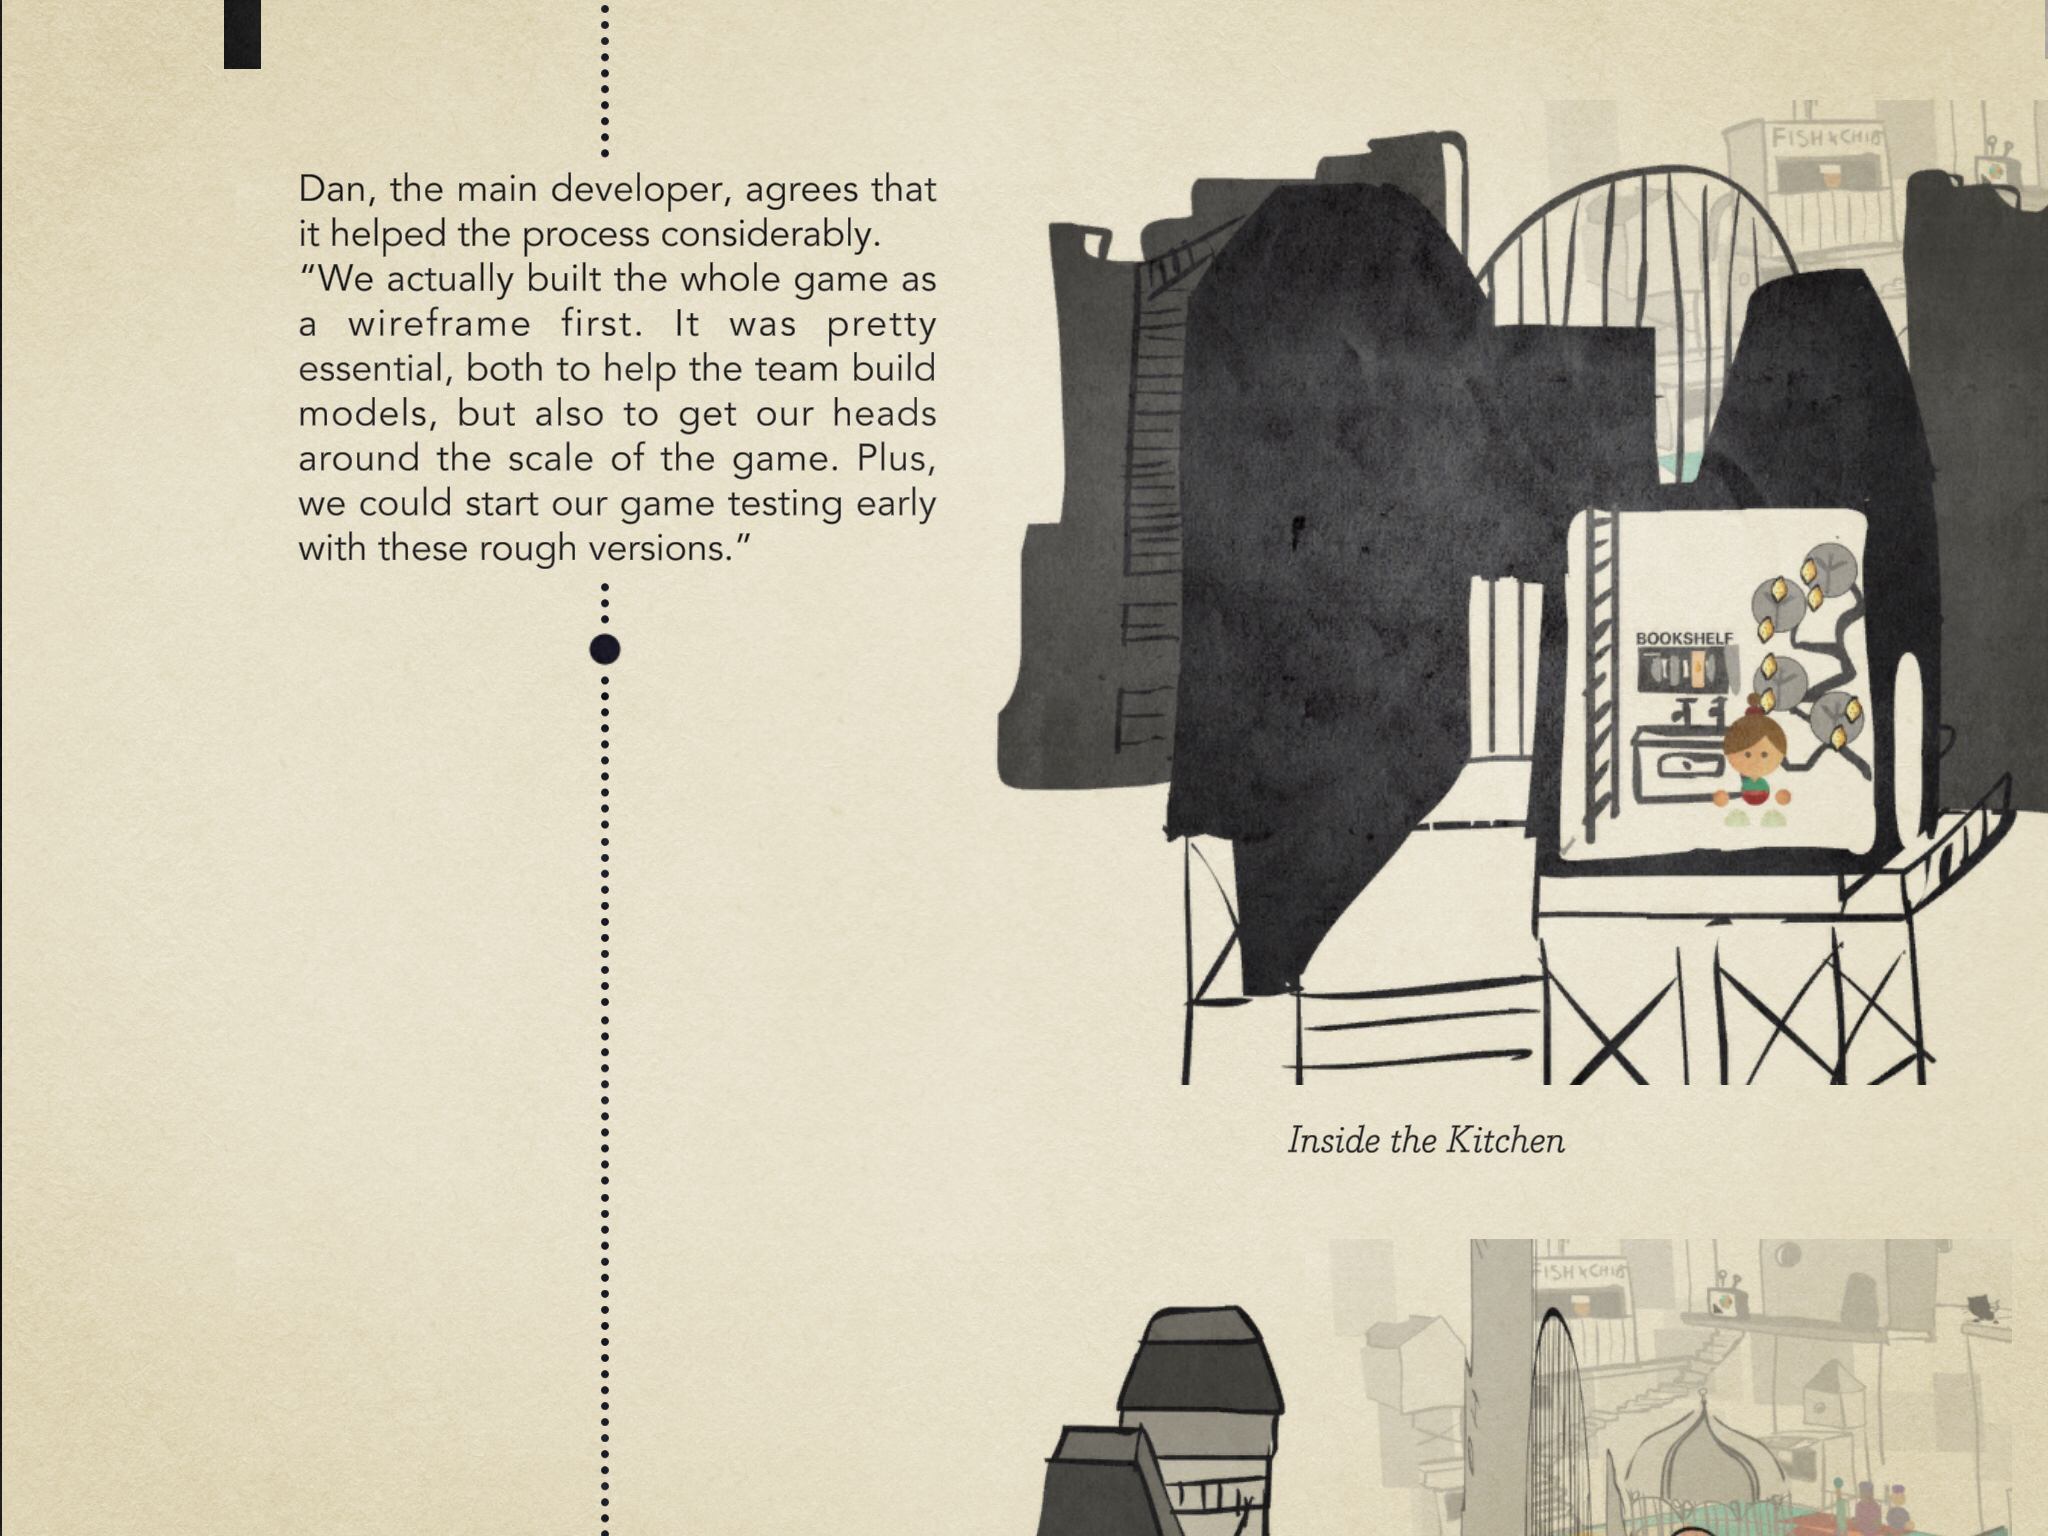 Dan, the main developer, agrees that
it helped the process considerably.
“We actually built the whole game as
a wireframe first. It was pretty
essential, both to help the team build
models, but also to get our heads
around the scale of the game. Plus,
we could start our game testing early
with these rough versions.”
FISH & CHIB
BOOKSHELF
Inside the Kitchen
FISH & CHIB